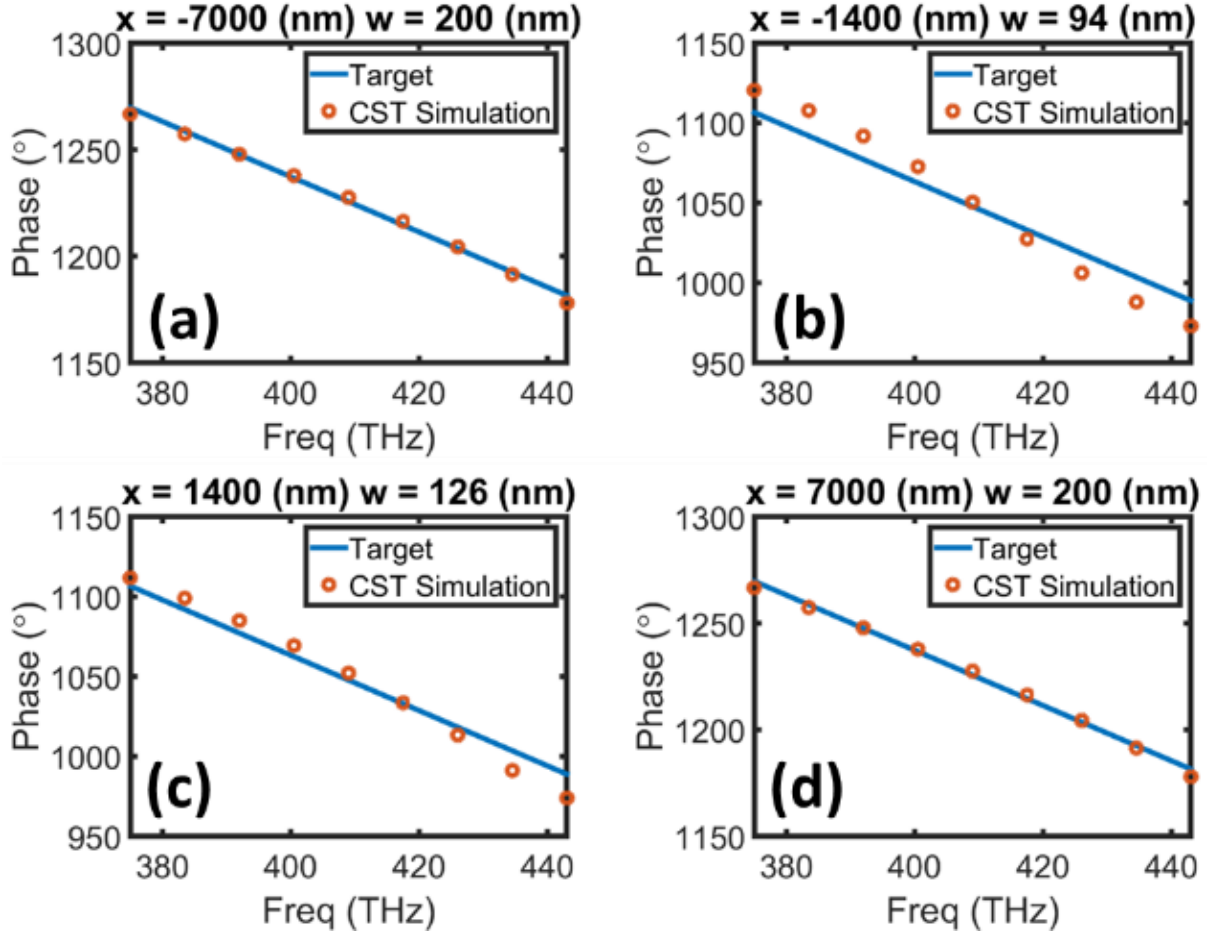 x = -7000 (nm) w = 200 (nm)
1300
1250
1200
1150
Phase (°)
Target
CST Simulation
(a)
380
400
420
440
Freq (THz)
x = -1400 (nm) w = 94 (nm)
1150
1100
1050
1000
950
Phase (°)
Target
CST Simulation
(b)
380
400
420
440
Freq (THz)
x = 1400 (nm) w = 126 (nm)
1150
1100
1050
1000
950
Phase (°)
Target
CST Simulation
(c)
380
400
420
440
Freq (THz)
x = 7000 (nm) w = 200 (nm)
1300
1250
1200
1150
Phase (°)
Target
CST Simulation
(d)
380
400
420
440
Freq (THz)